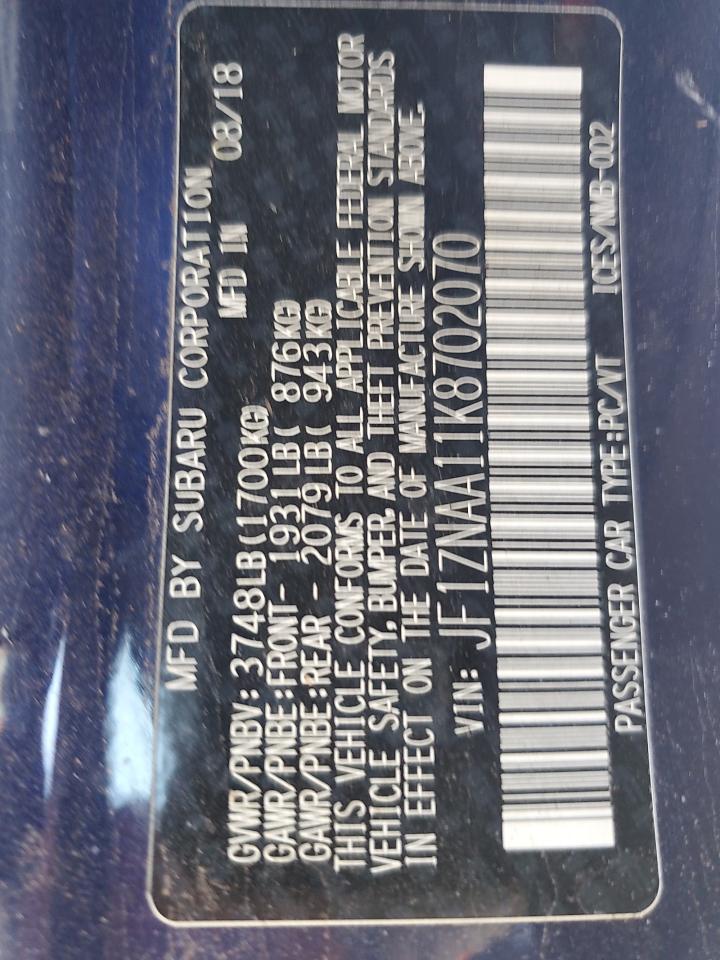 MFD BY SUBARU CORPORATION
MFD IN 08/18
GVWR/PNBV:3748LB(1700KG)
GAWR/PNBE:FRONT- 1931LB( 876KG)
GAWR/PNBE:REAR - 2079LB( 943KG)
THIS VEHICLE CONFORMS TO ALL APPLICABLE FEDERAL MOTOR
VEHICLE SAFETY,BUMPER,AND THEFT PREVENTION STANDARDS
IN EFFECT ON THE DATE OF MANUFACTURE SHOWN ABOVE.
VIN: JF1ZNAA11K8702070
PASSENGER CAR TYPE:PC/VT ICES/NMB-002